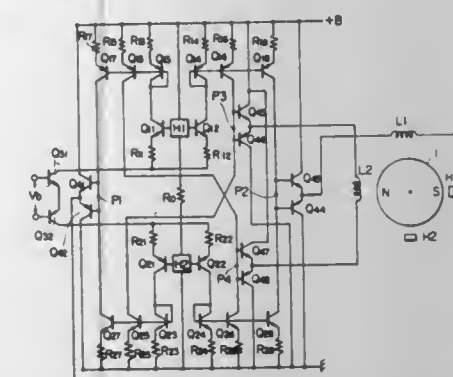 +B
R17 R15 R13 R14 R16 R18
Q17 Q15 Q13 Q14 Q16 Q18
P3
Q45
L1
Q11 H1 Q12
Q46
Q31
R11 R12
L2
1
Q41
Vo P1
R0
P2 Q43
N S H
Q44
Q32
R21 R22
H2
Q42
Q47
Q21 H2 Q22
P4 Q48
Q27 Q25 Q23 Q24 Q26 Q28
R27 R25 R23 R24 R26 R28